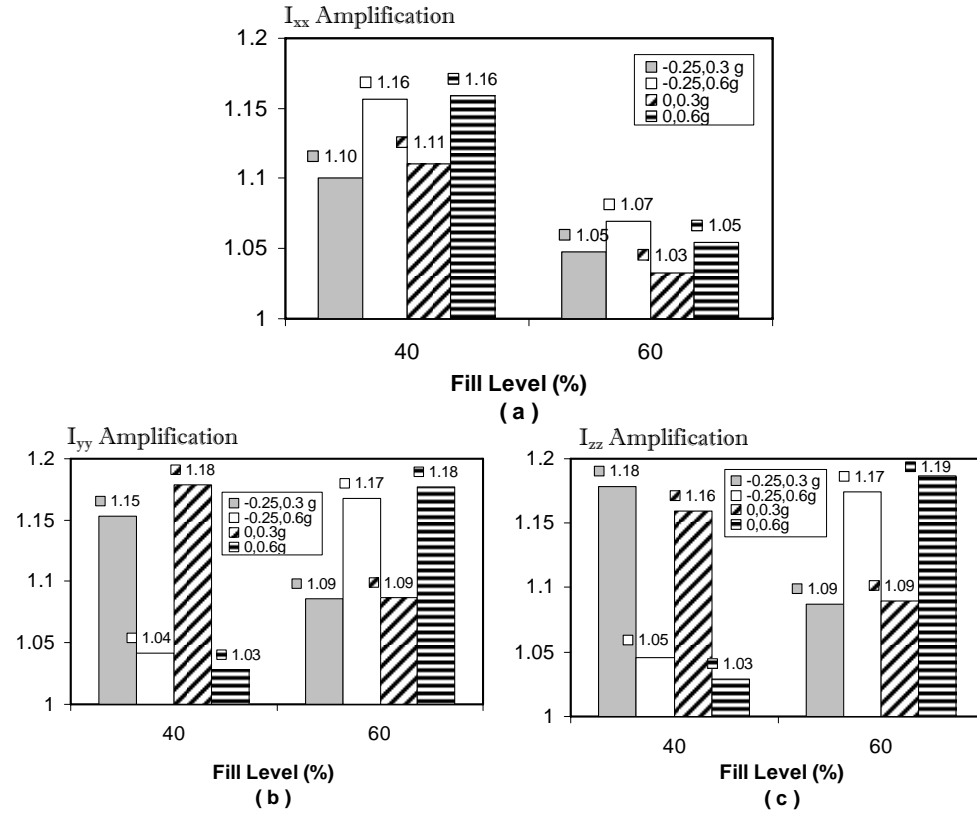 I_xx Amplification
1.2
1.15
1.1
1.05
1
-0.25,0.3 g
-0.25,0.6g
0,0.3g
0,0.6g
1.10
1.16
1.11
1.16
1.05
1.07
1.03
1.05
40
60
Fill Level (%)
( a )
I_yy Amplification
1.2
1.15
1.1
1.05
1
-0.25,0.3 g
-0.25,0.6g
0,0.3g
0,0.6g
1.15
1.04
1.18
1.03
1.09
1.17
1.09
1.18
40
60
Fill Level (%)
( b )
I_zz Amplification
1.2
1.15
1.1
1.05
1
-0.25,0.3 g
-0.25,0.6g
0,0.3g
0,0.6g
1.18
1.05
1.16
1.03
1.09
1.17
1.09
1.19
40
60
Fill Level (%)
( c )